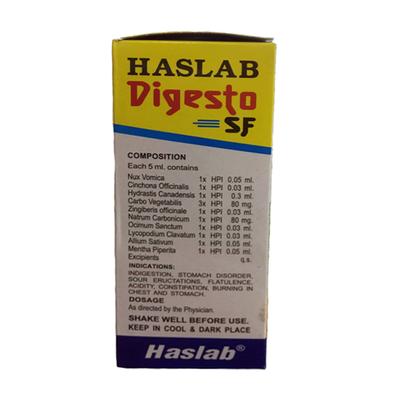 HASLAB
Digesto
SF
COMPOSITION
Each 5 ml. contains
Nux Vomica 1x HPI 0.05 ml.
Cinchona Officinalis 1x HPI 0.03 ml.
Hydrastis Canadensis 1x HPI 0.3 ml.
Carbo Vegetabilis 3x HPI 80 mg.
Zingiberis officinale 1x HPI 0.03 ml.
Natrum Carbonicum 1x HPI 80 mg.
Ocimum Sanctum 1x HPI 0.03 ml.
Lycopodium Clavatum 1x HPI 0.03 ml.
Allium Sativum 1x HPI 0.05 ml.
Mentha Piperita 1x HPI 0.05 ml.
Excipients q.s.
INDICATIONS:
INDIGESTION, STOMACH DISORDER,
SOUR ERUCTATIONS, FLATULENCE,
ACIDITY, CONSTIPATION, BURNING IN
CHEST AND STOMACH.
DOSAGE
As directed by the Physician.
SHAKE WELL BEFORE USE.
KEEP IN COOL & DARK PLACE
Haslab®